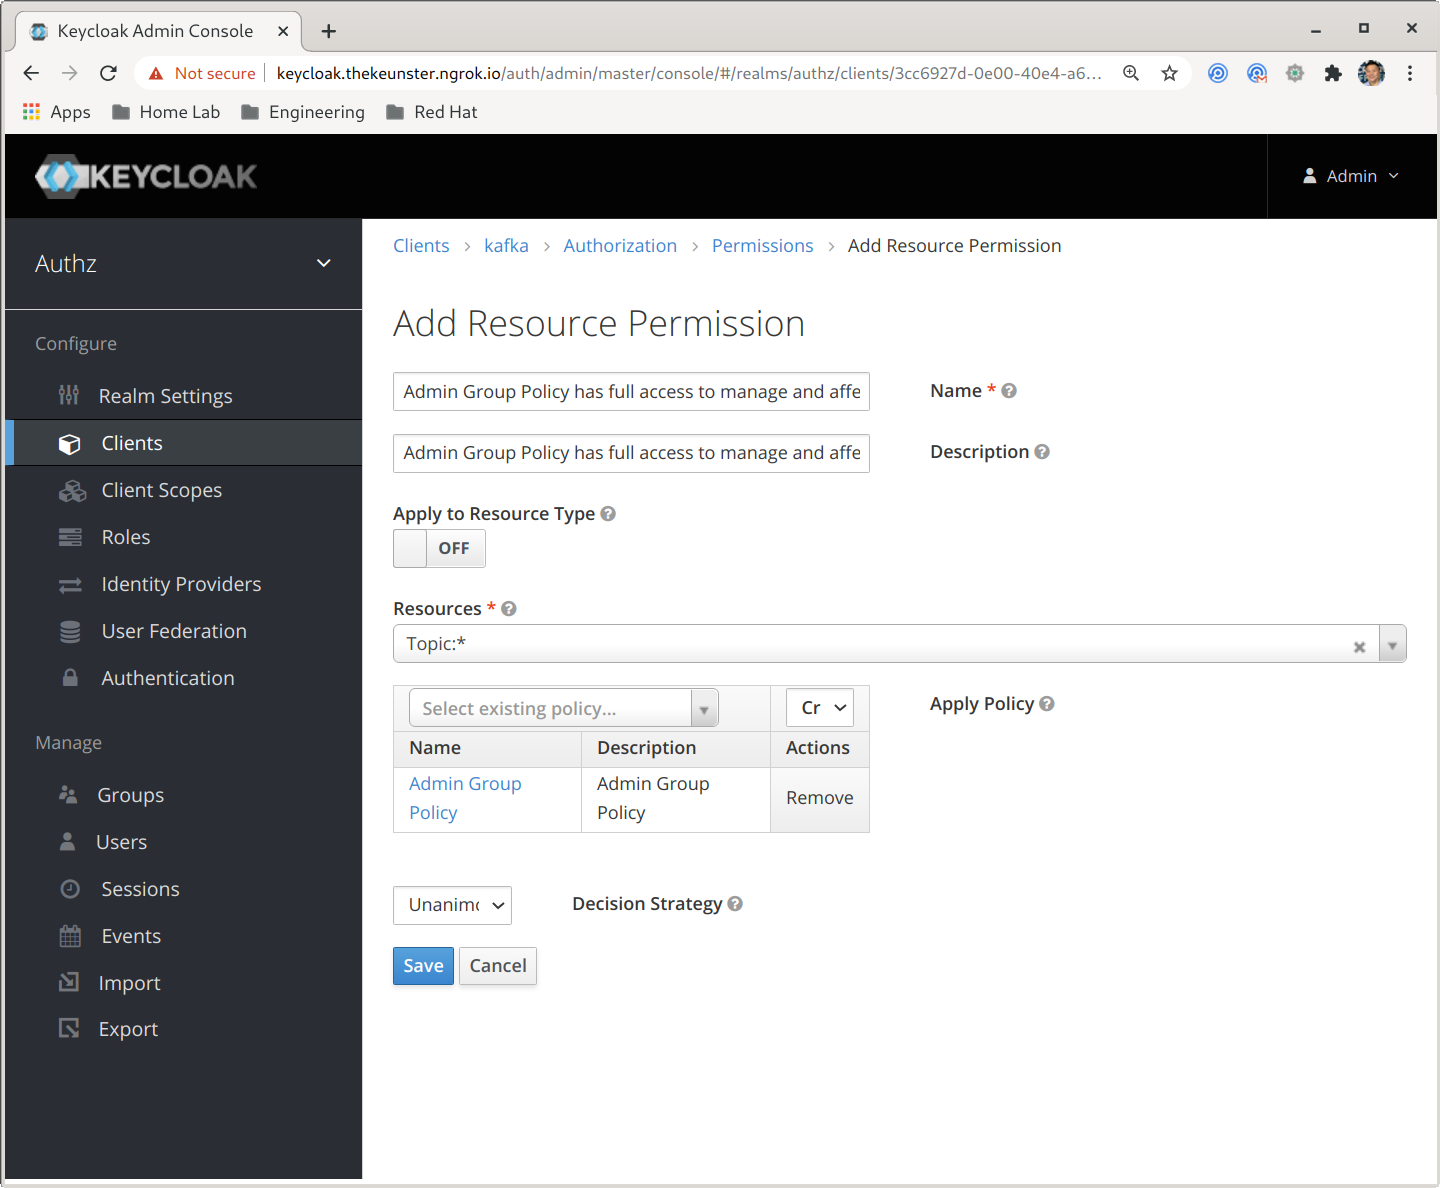 Keycloak Admin Console
Not secure
keycloak.thekeunster.ngrok.io/auth/admin/master/console/#/realms/authz/clients/3cc6927d-0e00-40e4-a6...
Apps Home Lab Engineering Red Hat
KEYCLOAK
Admin
Authz
Configure
Realm Settings
Clients
Client Scopes
Roles
Identity Providers
User Federation
Authentication
Manage
Groups
Users
Sessions
Events
Import
Export
Clients > kafka > Authorization > Permissions > Add Resource Permission
Add Resource Permission
Admin Group Policy has full access to manage and affe
Name *
Admin Group Policy has full access to manage and affe
Description
Apply to Resource Type
OFF
Resources *
Topic:*
Select existing policy...
Cr
Apply Policy
Name Description Actions
Admin Group Policy
Admin Group Policy
Remove
Unanimo
Decision Strategy
Save Cancel